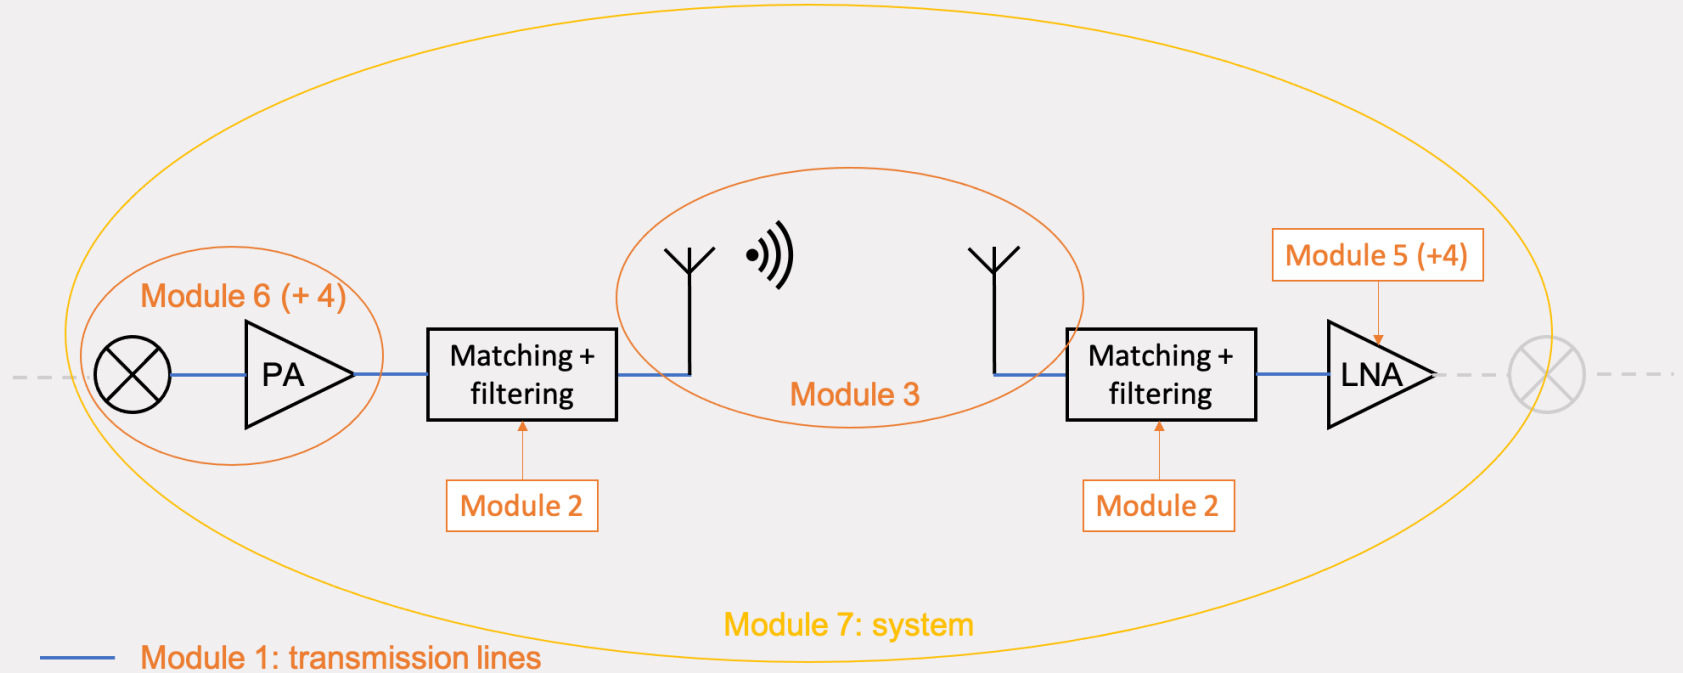 Module 6 (+ 4)
PA
Matching +
filtering
Module 2
Module 3
Matching +
filtering
Module 2
Module 5 (+4)
LNA
Module 7: system
Module 1: transmission lines